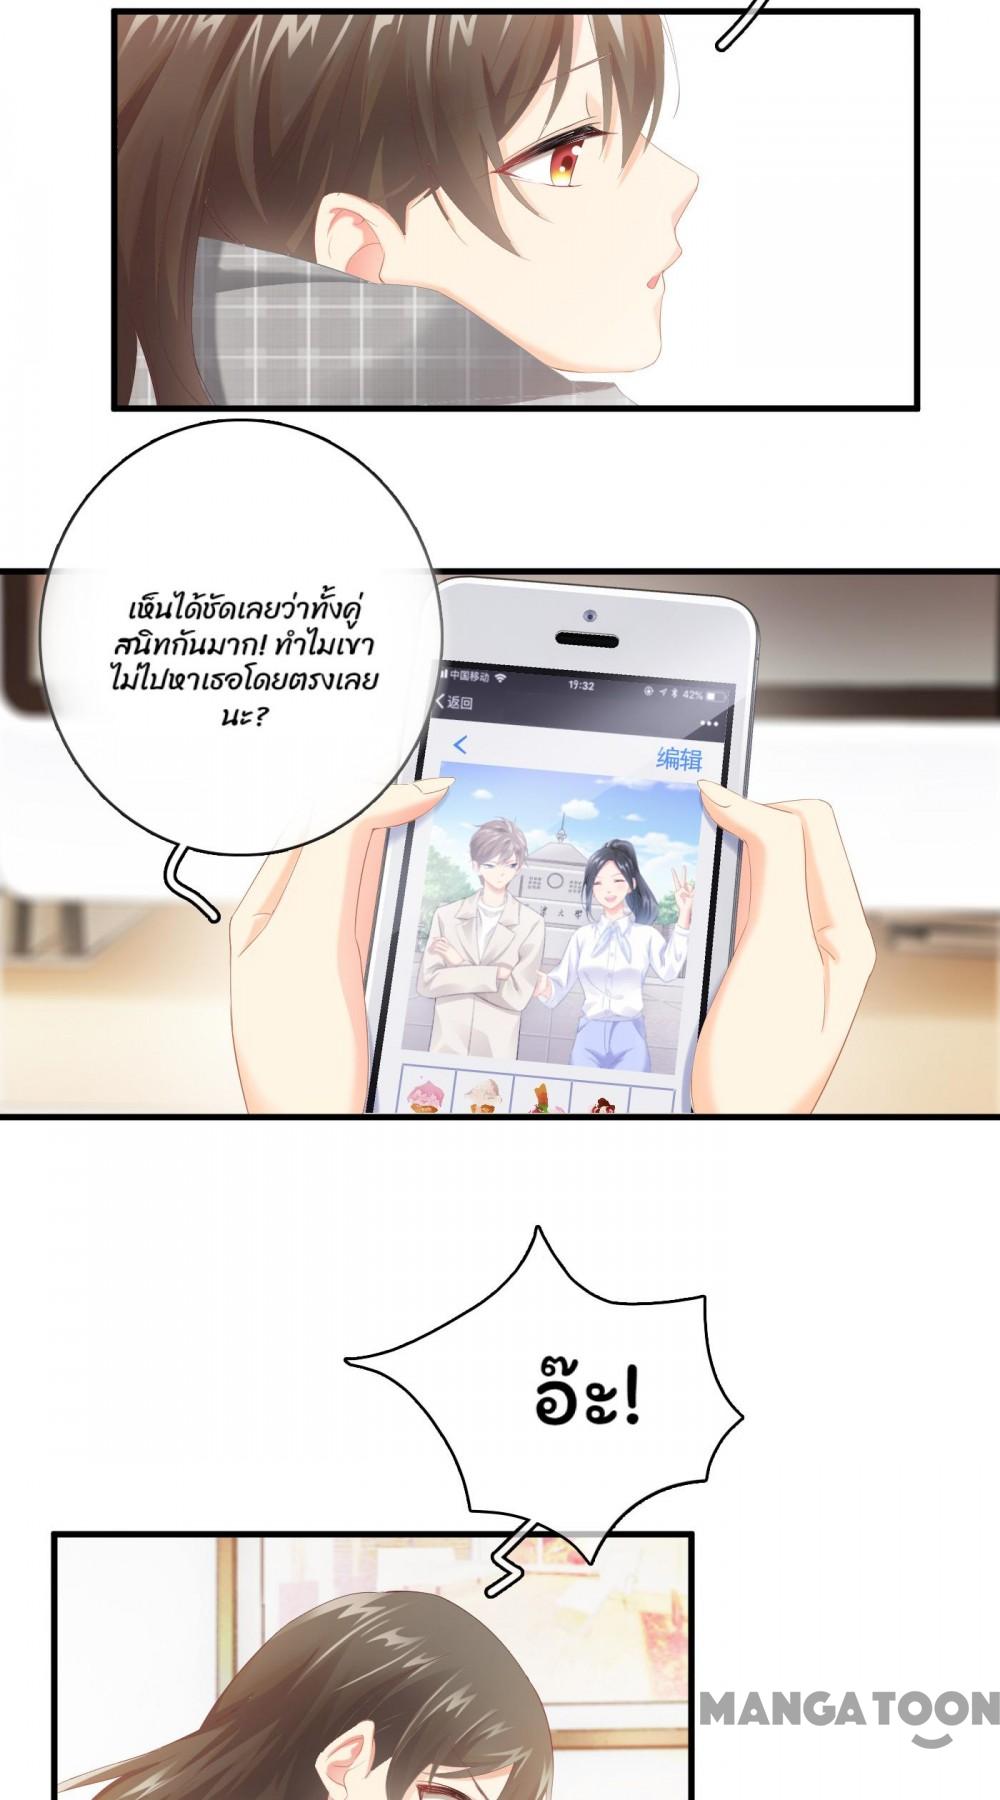 เห็นได้ชัดเลยว่าทั้งคู่
สนิทกันมาก! ทำไมเขา
ไม่ไปหาเธอโดยตรงเลย
นะ?
中国移动
19:32
42%
返回
编辑
大學
อ๊ะ!
MANGATOON